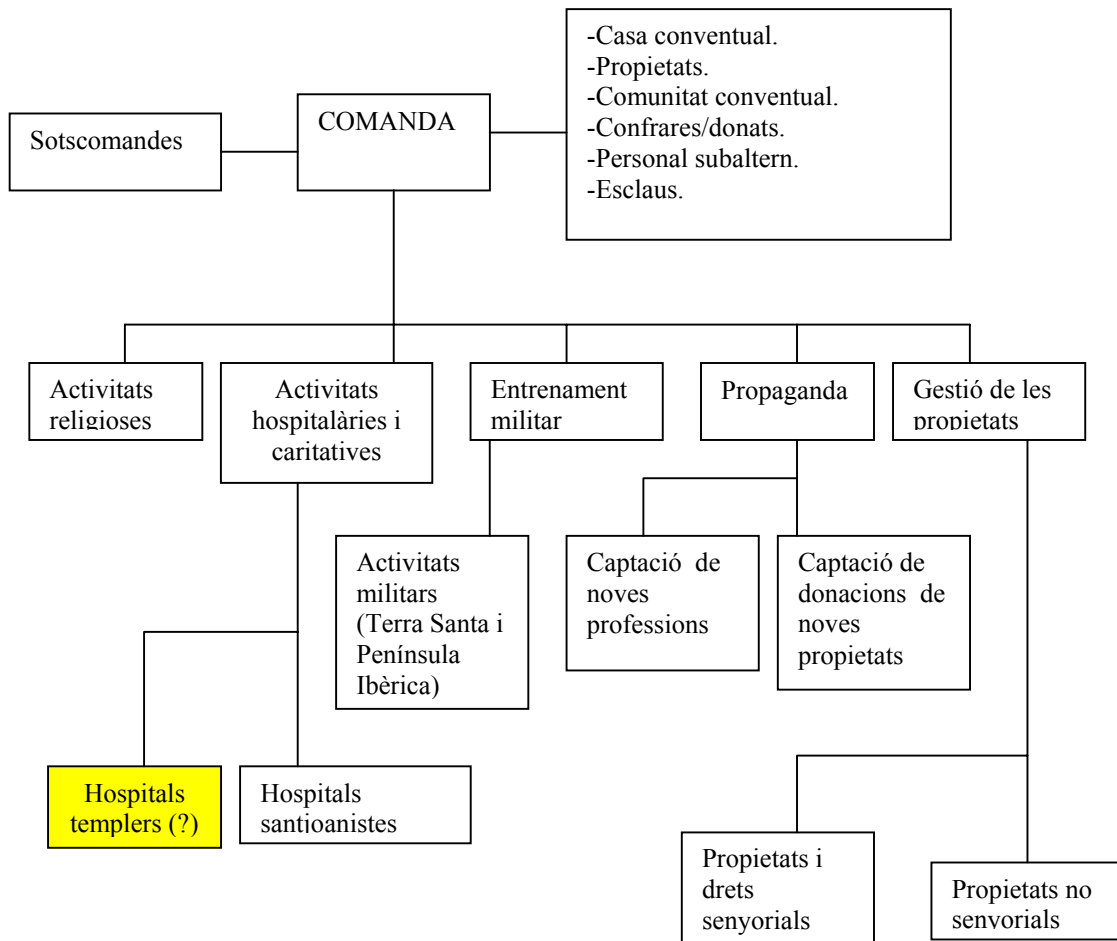 -Casa conventual.
-Propietats.
-Comunitat conventual.
-Confrares/donats.
-Personal subaltern.
-Esclaus.
COMANDA
Sotscomandes
Activitats
religioses
Activitats
hospitalàries i
caritatives
Entrenament
militar
Propaganda
Gestió de les
propietats
Activitats
militars
(Terra Santa i
Península
Ibèrica)
Captació de
noves
professions
Captació de
donacions de
noves
propietats
Hospitals
templers (?)
Hospitals
santjoanistes
Propietats i
drets
senyorials
Propietats no
senyorials